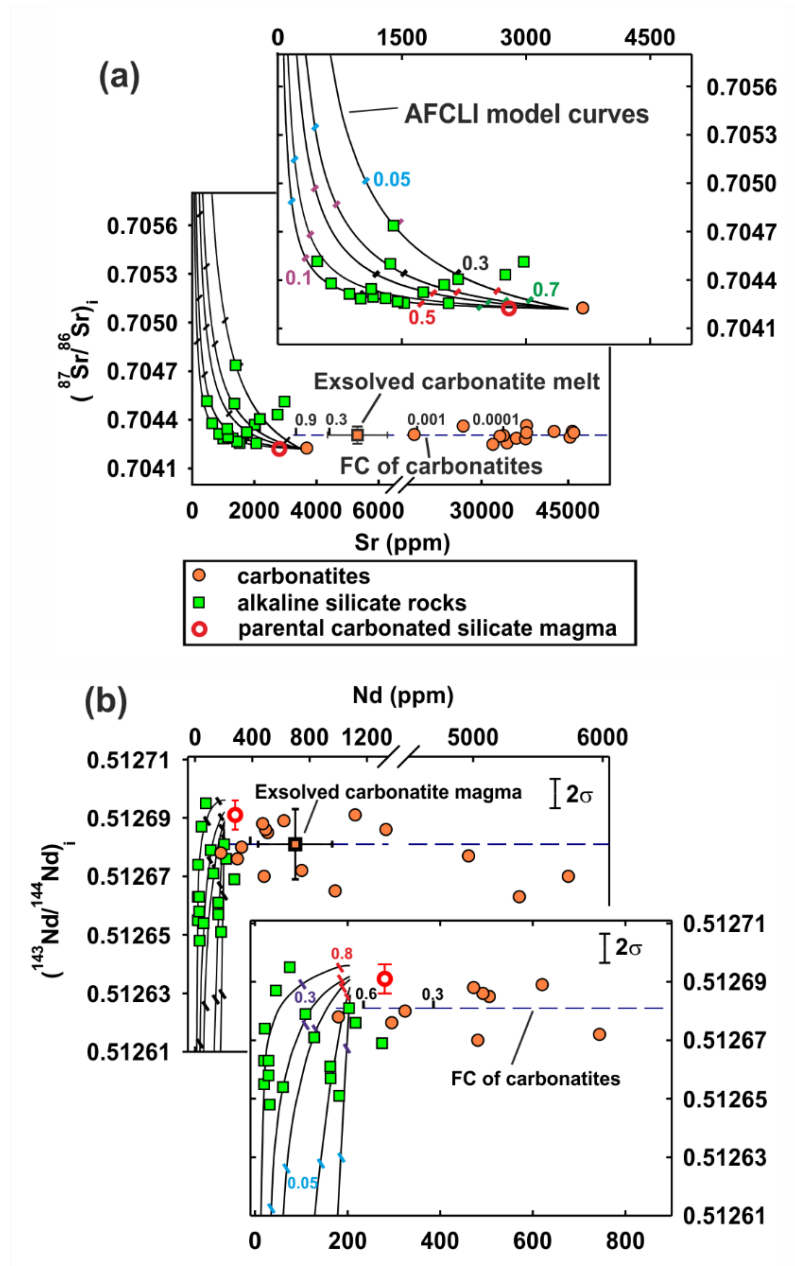 0 1500 3000 4500
(a)
0.7056
AFCLI model curves
0.7053
0.05
0.7050
0.7056
0.7047
0.7053
0.3
0.1
0.7044
0.7
0.5
0.7050
0.7041
(87Sr/86Sr)i
0.7047
Exsolved carbonatite melt
0.7044
0.9 0.3 0.001 0.0001
0.7041
FC of carbonatites
0 2000 4000 6000 30000 45000
Sr (ppm)
carbonatites
alkaline silicate rocks
parental carbonated silicate magma
(b)
Nd (ppm)
0 400 800 1200 5000 6000
0.51271
2σ
Exsolved carbonatite magma
0.51269
0.51267
(143Nd/144Nd)i
0.51265
0.51271
2σ
0.8
0.51263
0.51269
0.3
0.6 0.3
0.51261
0.51267
FC of carbonatites
0.51265
0.05
0.51263
0.51261
0 200 400 600 800